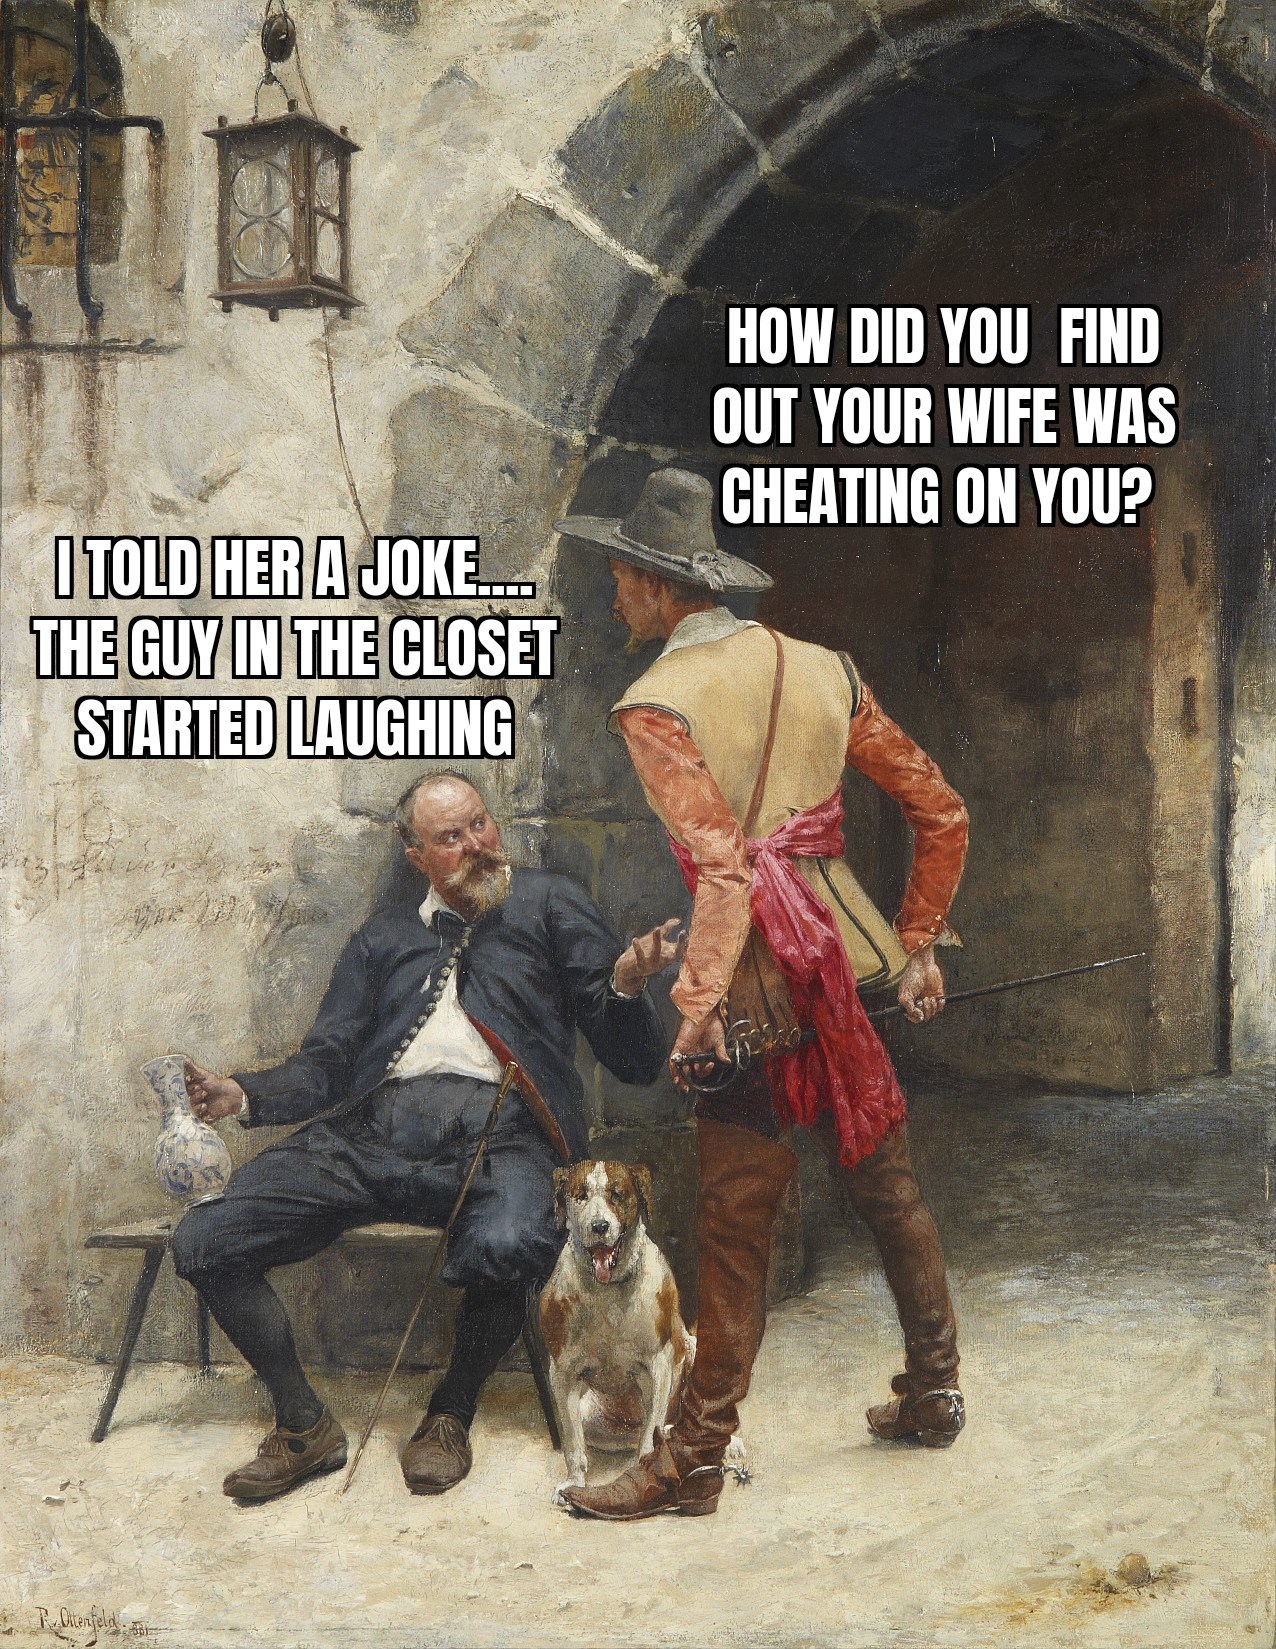 HOW DID YOU  FIND
OUT YOUR WIFE WAS
CHEATING ON YOU?
I TOLD HER A JOKE....
THE GUY IN THE CLOSET
STARTED LAUGHING
R. Ottenfeld